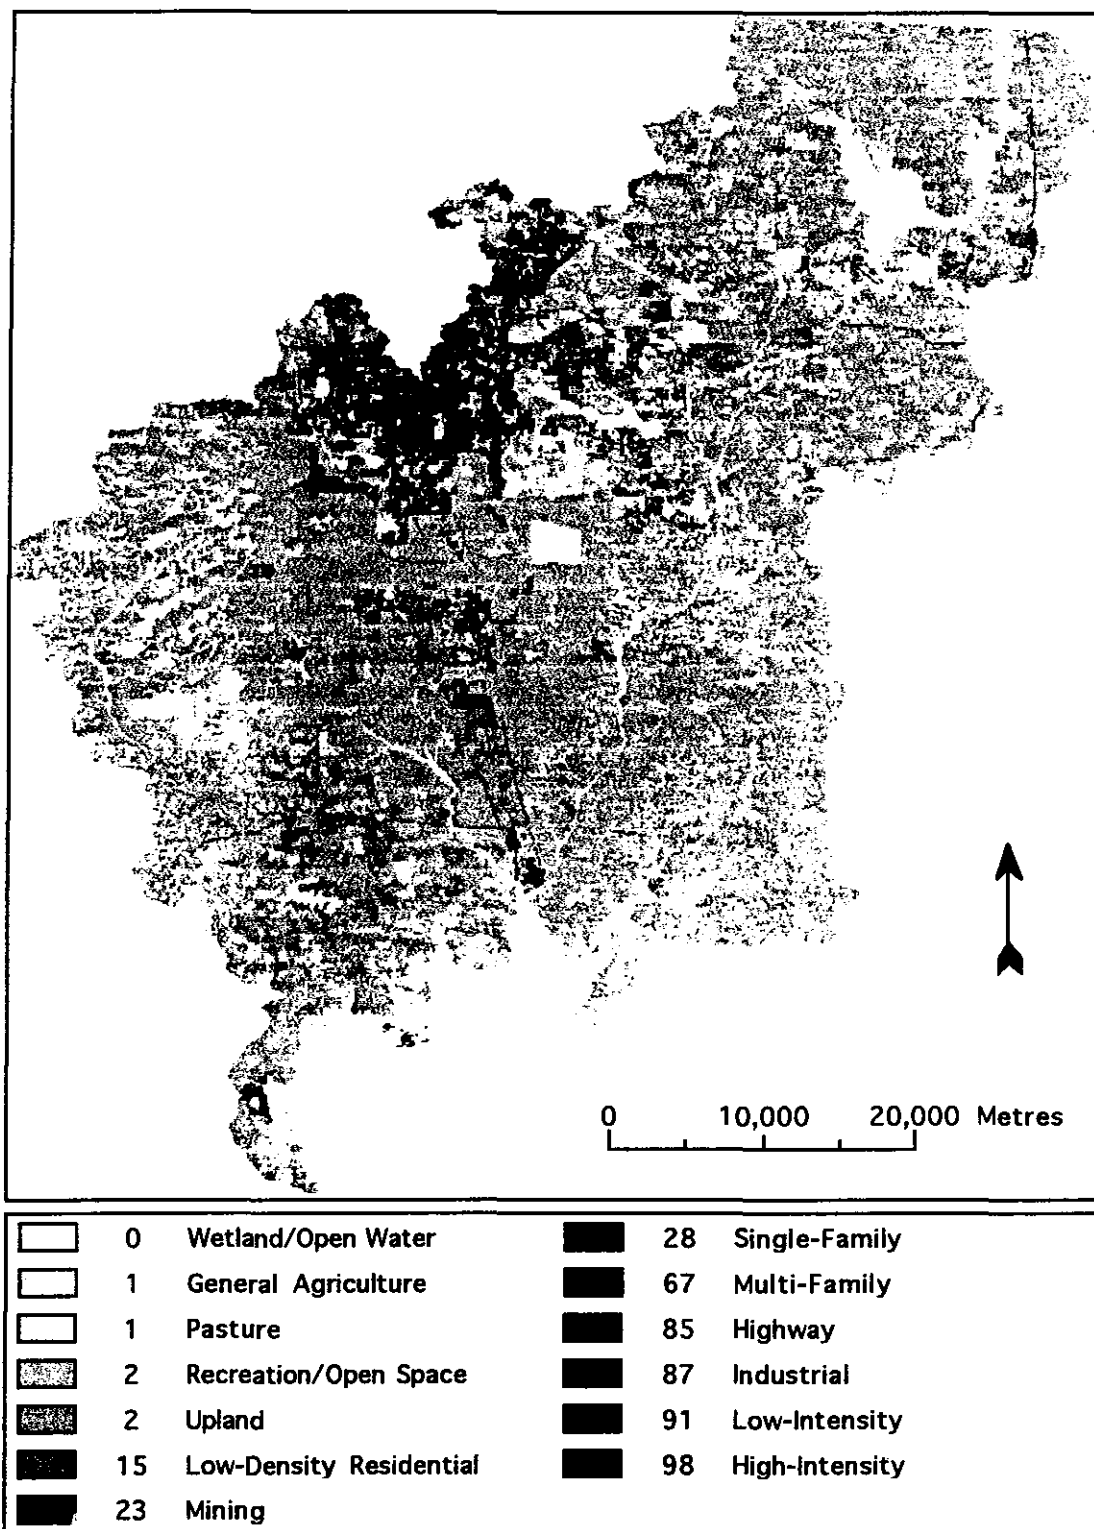 0 10,000 20,000 Metres
0 Wetland/Open Water
1 General Agriculture
1 Pasture
2 Recreation/Open Space
2 Upland
15 Low-Density Residential
23 Mining
28 Single-Family
67 Multi-Family
85 Highway
87 Industrial
91 Low-Intensity
98 High-Intensity